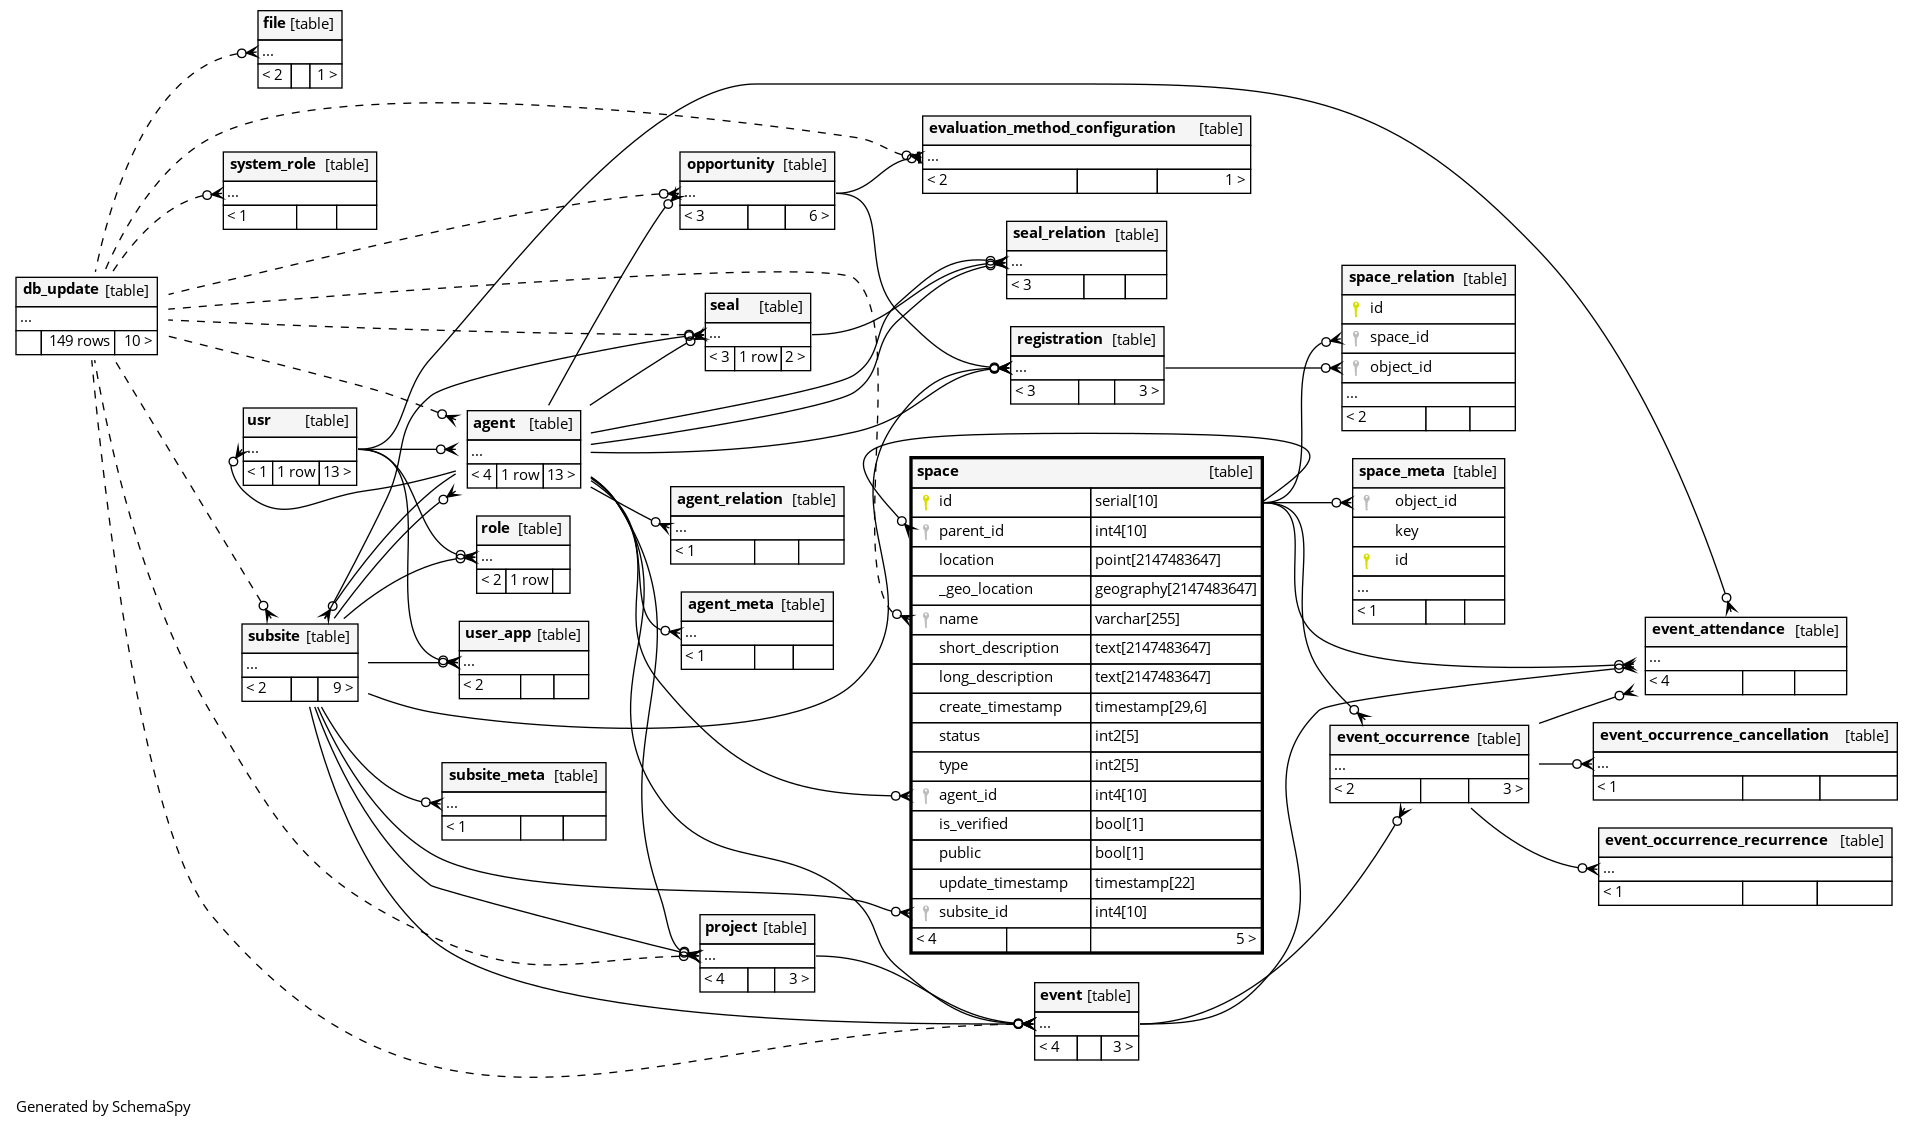 file [table]
...
< 2 1 >
evaluation_method_configuration [table]
...
< 2 1 >
system_role [table]
...
< 1
opportunity [table]
...
< 3 6 >
seal_relation [table]
...
< 3
space_relation [table]
id
space_id
object_id
...
< 2
db_update [table]
...
149 rows 10 >
seal [table]
...
< 3 1 row 2 >
registration [table]
...
< 3 3 >
usr [table]
...
< 1 1 row 13 >
agent [table]
...
< 4 1 row 13 >
space [table]
id serial[10]
parent_id int4[10]
location point[2147483647]
_geo_location geography[2147483647]
name varchar[255]
short_description text[2147483647]
long_description text[2147483647]
create_timestamp timestamp[29,6]
status int2[5]
type int2[5]
agent_id int4[10]
is_verified bool[1]
public bool[1]
update_timestamp timestamp[22]
subsite_id int4[10]
< 4 5 >
space_meta [table]
object_id
key
id
...
< 1
agent_relation [table]
...
< 1
role [table]
...
< 2 1 row
agent_meta [table]
...
< 1
subsite [table]
...
< 2 9 >
user_app [table]
...
< 2
event_attendance [table]
...
< 4
event_occurrence [table]
...
< 2 3 >
event_occurrence_cancellation [table]
...
< 1
subsite_meta [table]
...
< 1
event_occurrence_recurrence [table]
...
< 1
project [table]
...
< 4 3 >
event [table]
...
< 4 3 >
Generated by SchemaSpy